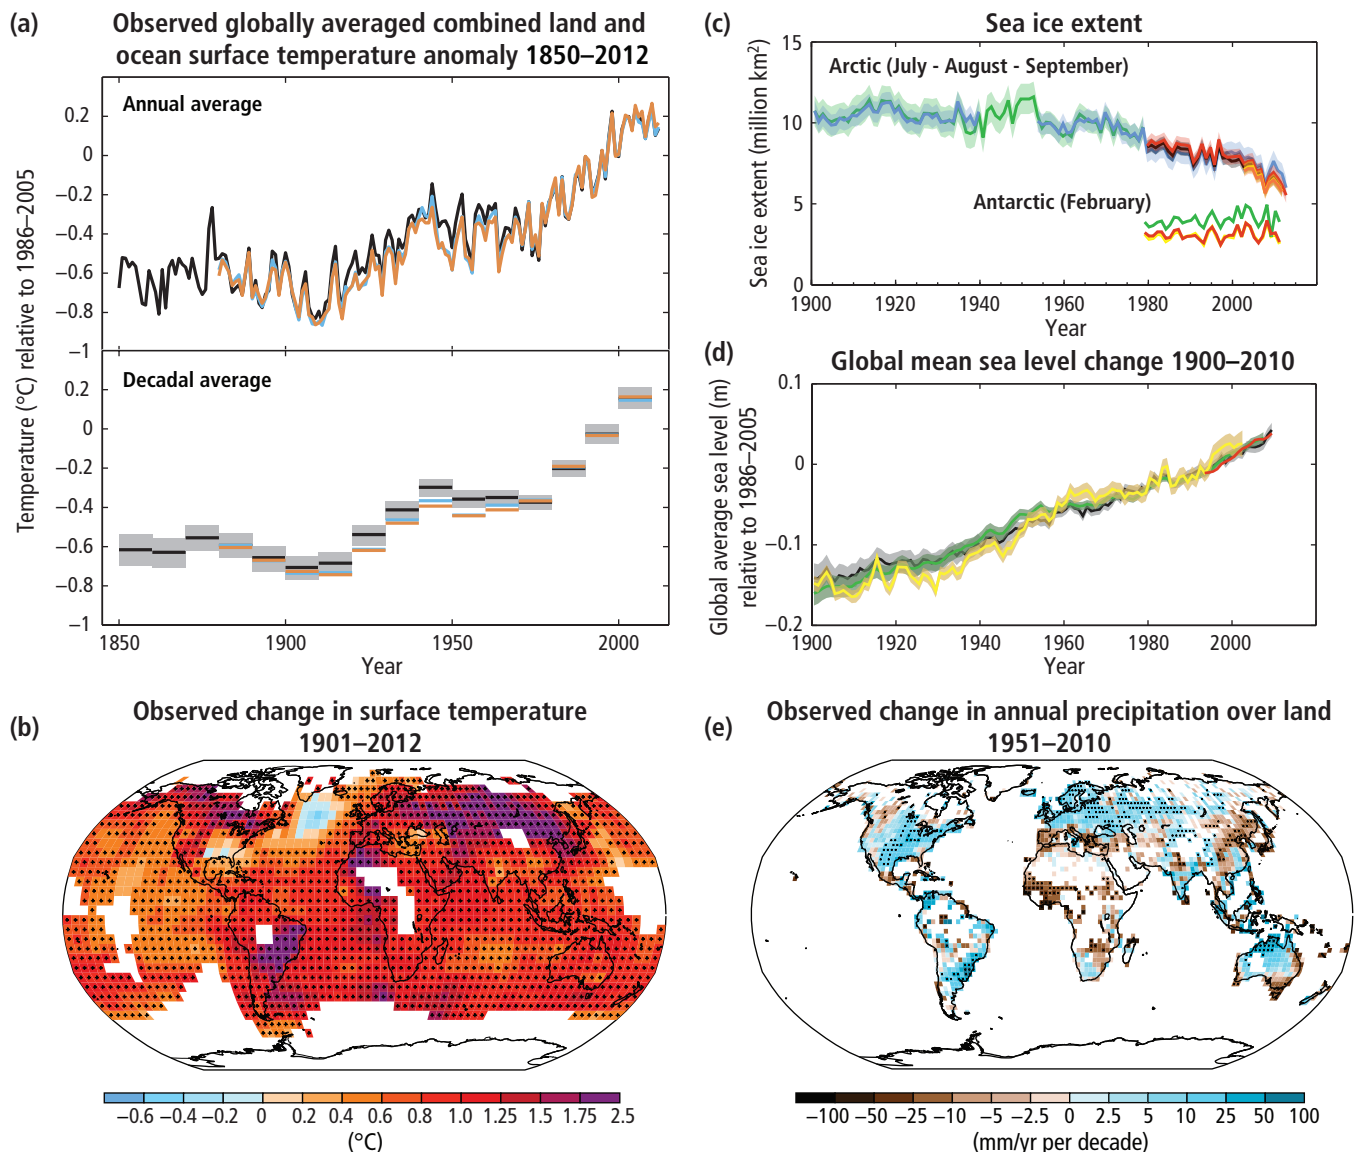 (a)
Observed globally averaged combined land and
ocean surface temperature anomaly 1850–2012
Annual average
0.2
0
−0.2
−0.4
−0.6
−0.8
−1
Decadal average
0.2
0
−0.2
−0.4
−0.6
−0.8
−1
Temperature (°C) relative to 1986–2005
1850
1900
1950
2000
Year
(b)
Observed change in surface temperature
1901–2012
−0.6 −0.4 −0.2 0 0.2 0.4 0.6 0.8 1.0 1.25 1.5 1.75 2.5
(°C)
(c)
Sea ice extent
Arctic (July - August - September)
Antarctic (February)
15
10
5
0
Sea ice extent (million km²)
1900 1920 1940 1960 1980 2000
Year
(d)
Global mean sea level change 1900–2010
0.1
0
−0.1
−0.2
Global average sea level (m)
relative to 1986–2005
1900 1920 1940 1960 1980 2000
Year
(e)
Observed change in annual precipitation over land
1951–2010
−100 −50 −25 −10 −5 −2.5 0 2.5 5 10 25 50 100
(mm/yr per decade)